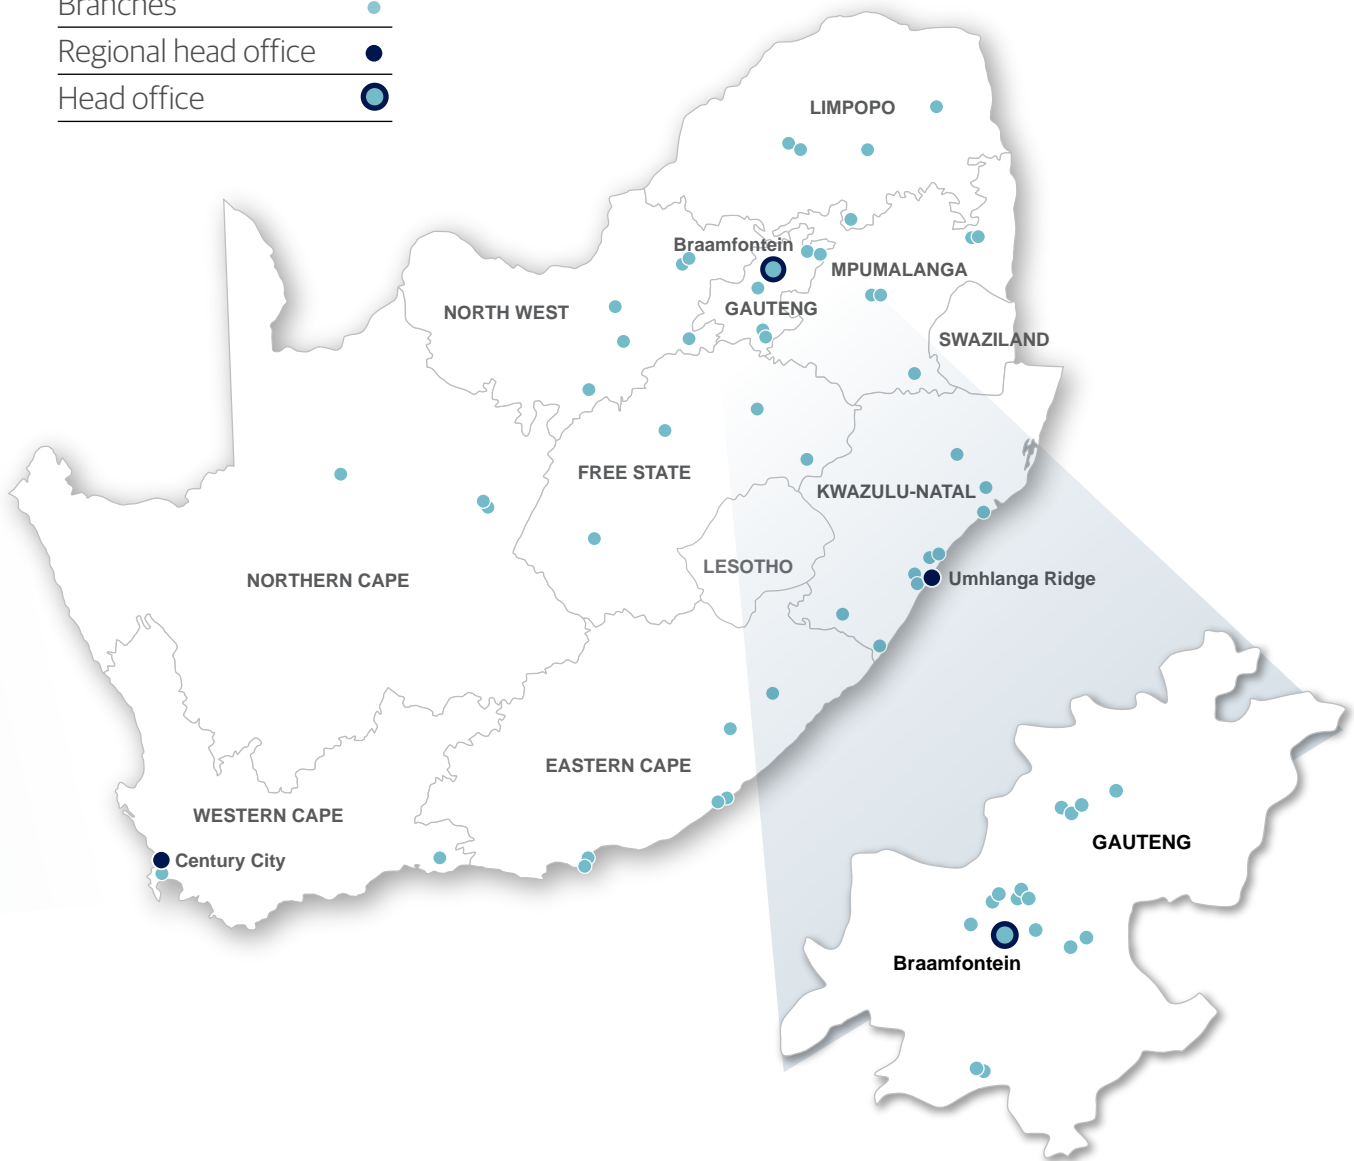 Branches
Regional head office
Head office
LIMPOPO
Braamfontein
MPUMALANGA
NORTH WEST
GAUTENG
SWAZILAND
FREE STATE
KWAZULU-NATAL
LESOTHO
NORTHERN CAPE
Umhlanga Ridge
EASTERN CAPE
WESTERN CAPE
Century City
GAUTENG
Braamfontein